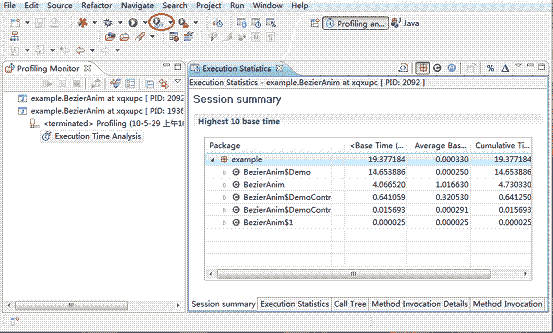 File Edit Source Refactor Navigate Search Project Run Window Help
Profiling an... Java
Profiling Monitor
example.BezierAnim at xqxupc [ PID: 2092
example.BezierAnim at xqxupc [ PID: 1936
<terminated> Profiling (10-5-29 上午10
Execution Time Analysis
Execution Statistics
Execution Statistics - example.BezierAnim at xqxupc [ PID: 2092 ]
Session summary
Highest 10 base time
Package <Base Time (... Average Bas... Cumulative Ti...
example 19.377184 0.000330 19.377184
BezierAnim$Demo 14.653886 0.000250 14.653886
BezierAnim 4.066520 1.016630 4.730330
BezierAnim$DemoContr 0.641059 0.320530 0.641250
BezierAnim$DemoContr 0.015693 0.000291 0.015693
BezierAnim$1 0.000025 0.000025 0.000025
Session summary Execution Statistics Call Tree Method Invocation Details Method Invocation